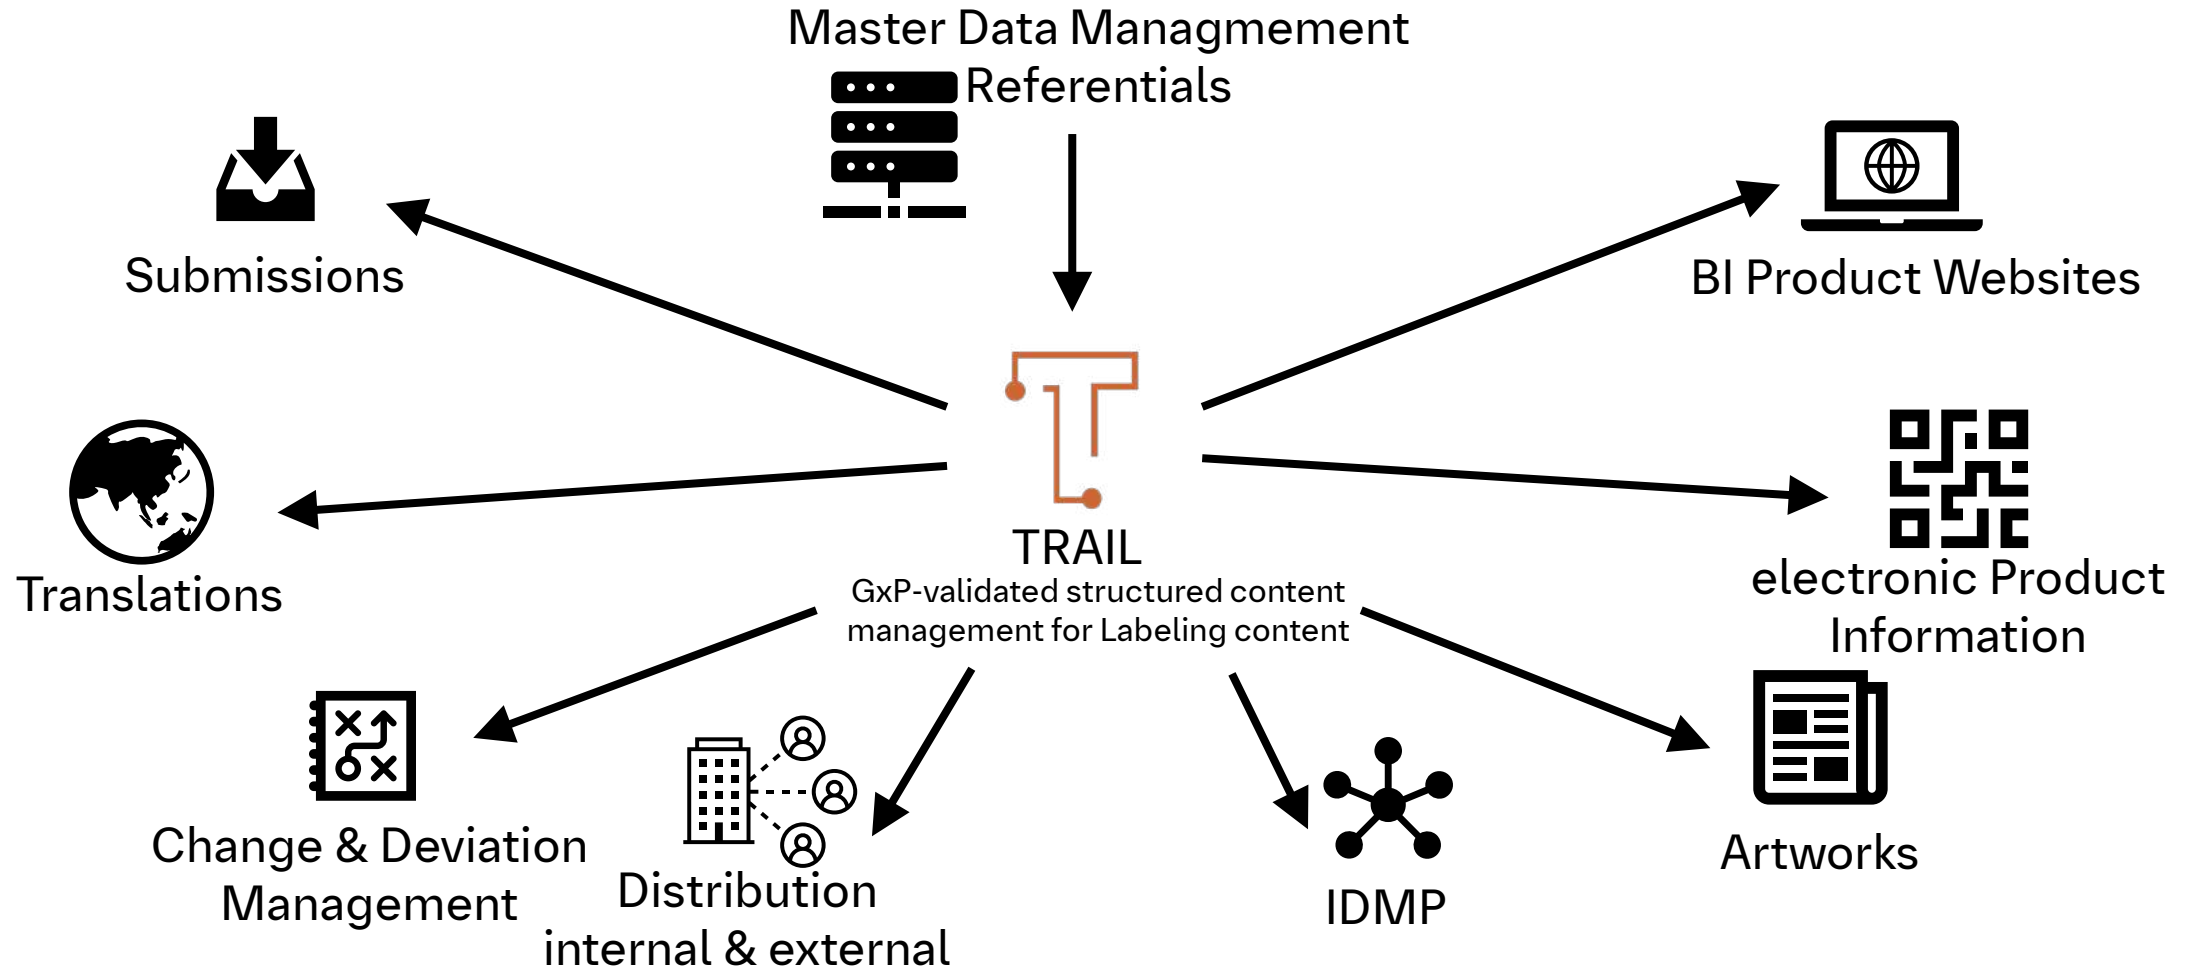 Master Data Managmement
Referentials
Submissions
BI Product Websites
Translations
TRAIL
GxP-validated structured content
management for Labeling content
electronic Product
Information
Change & Deviation
Management
Distribution
internal & external
IDMP
Artworks